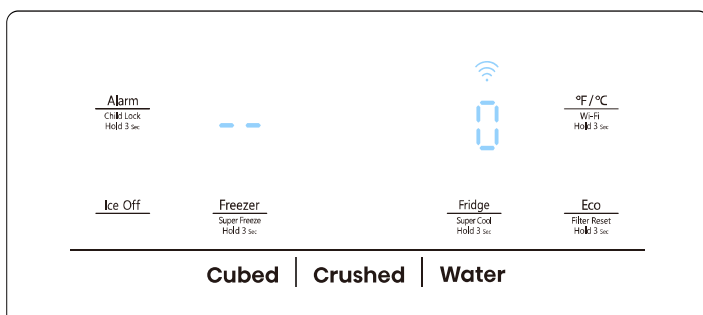 Alarm
Child Lock
Hold 3 Sec
-- 0
°F/°C
Wi-Fi
Hold 3 Sec
Ice Off
Freezer
Super Freeze
Hold 3 Sec
Fridge
Super Cool
Hold 3 Sec
Eco
Filter Reset
Hold 3 Sec
Cubed | Crushed | Water